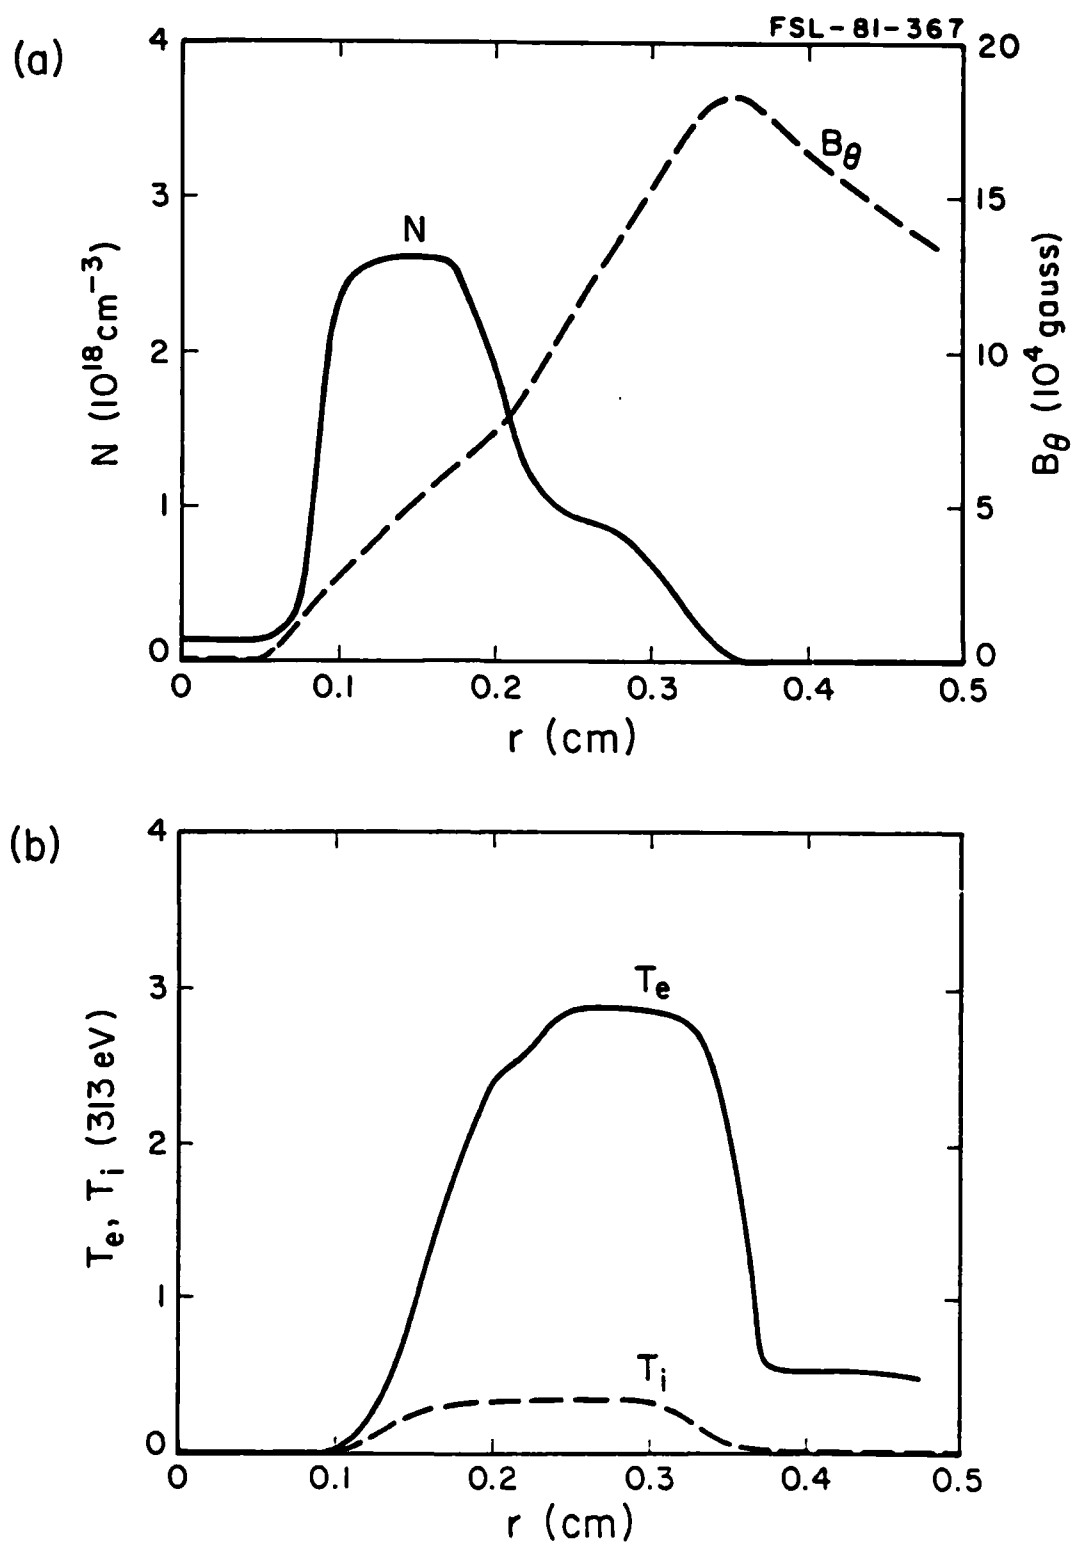 FSL-81-367
(a)
4
3
2
1
0
N (10^18 cm^-3)
N
Bθ
20
15
10
5
0
Bθ (10^4 gauss)
0 0.1 0.2 0.3 0.4 0.5
r (cm)
(b)
4
3
2
1
0
Te, Ti (313 eV)
Te
Ti
0 0.1 0.2 0.3 0.4 0.5
r (cm)